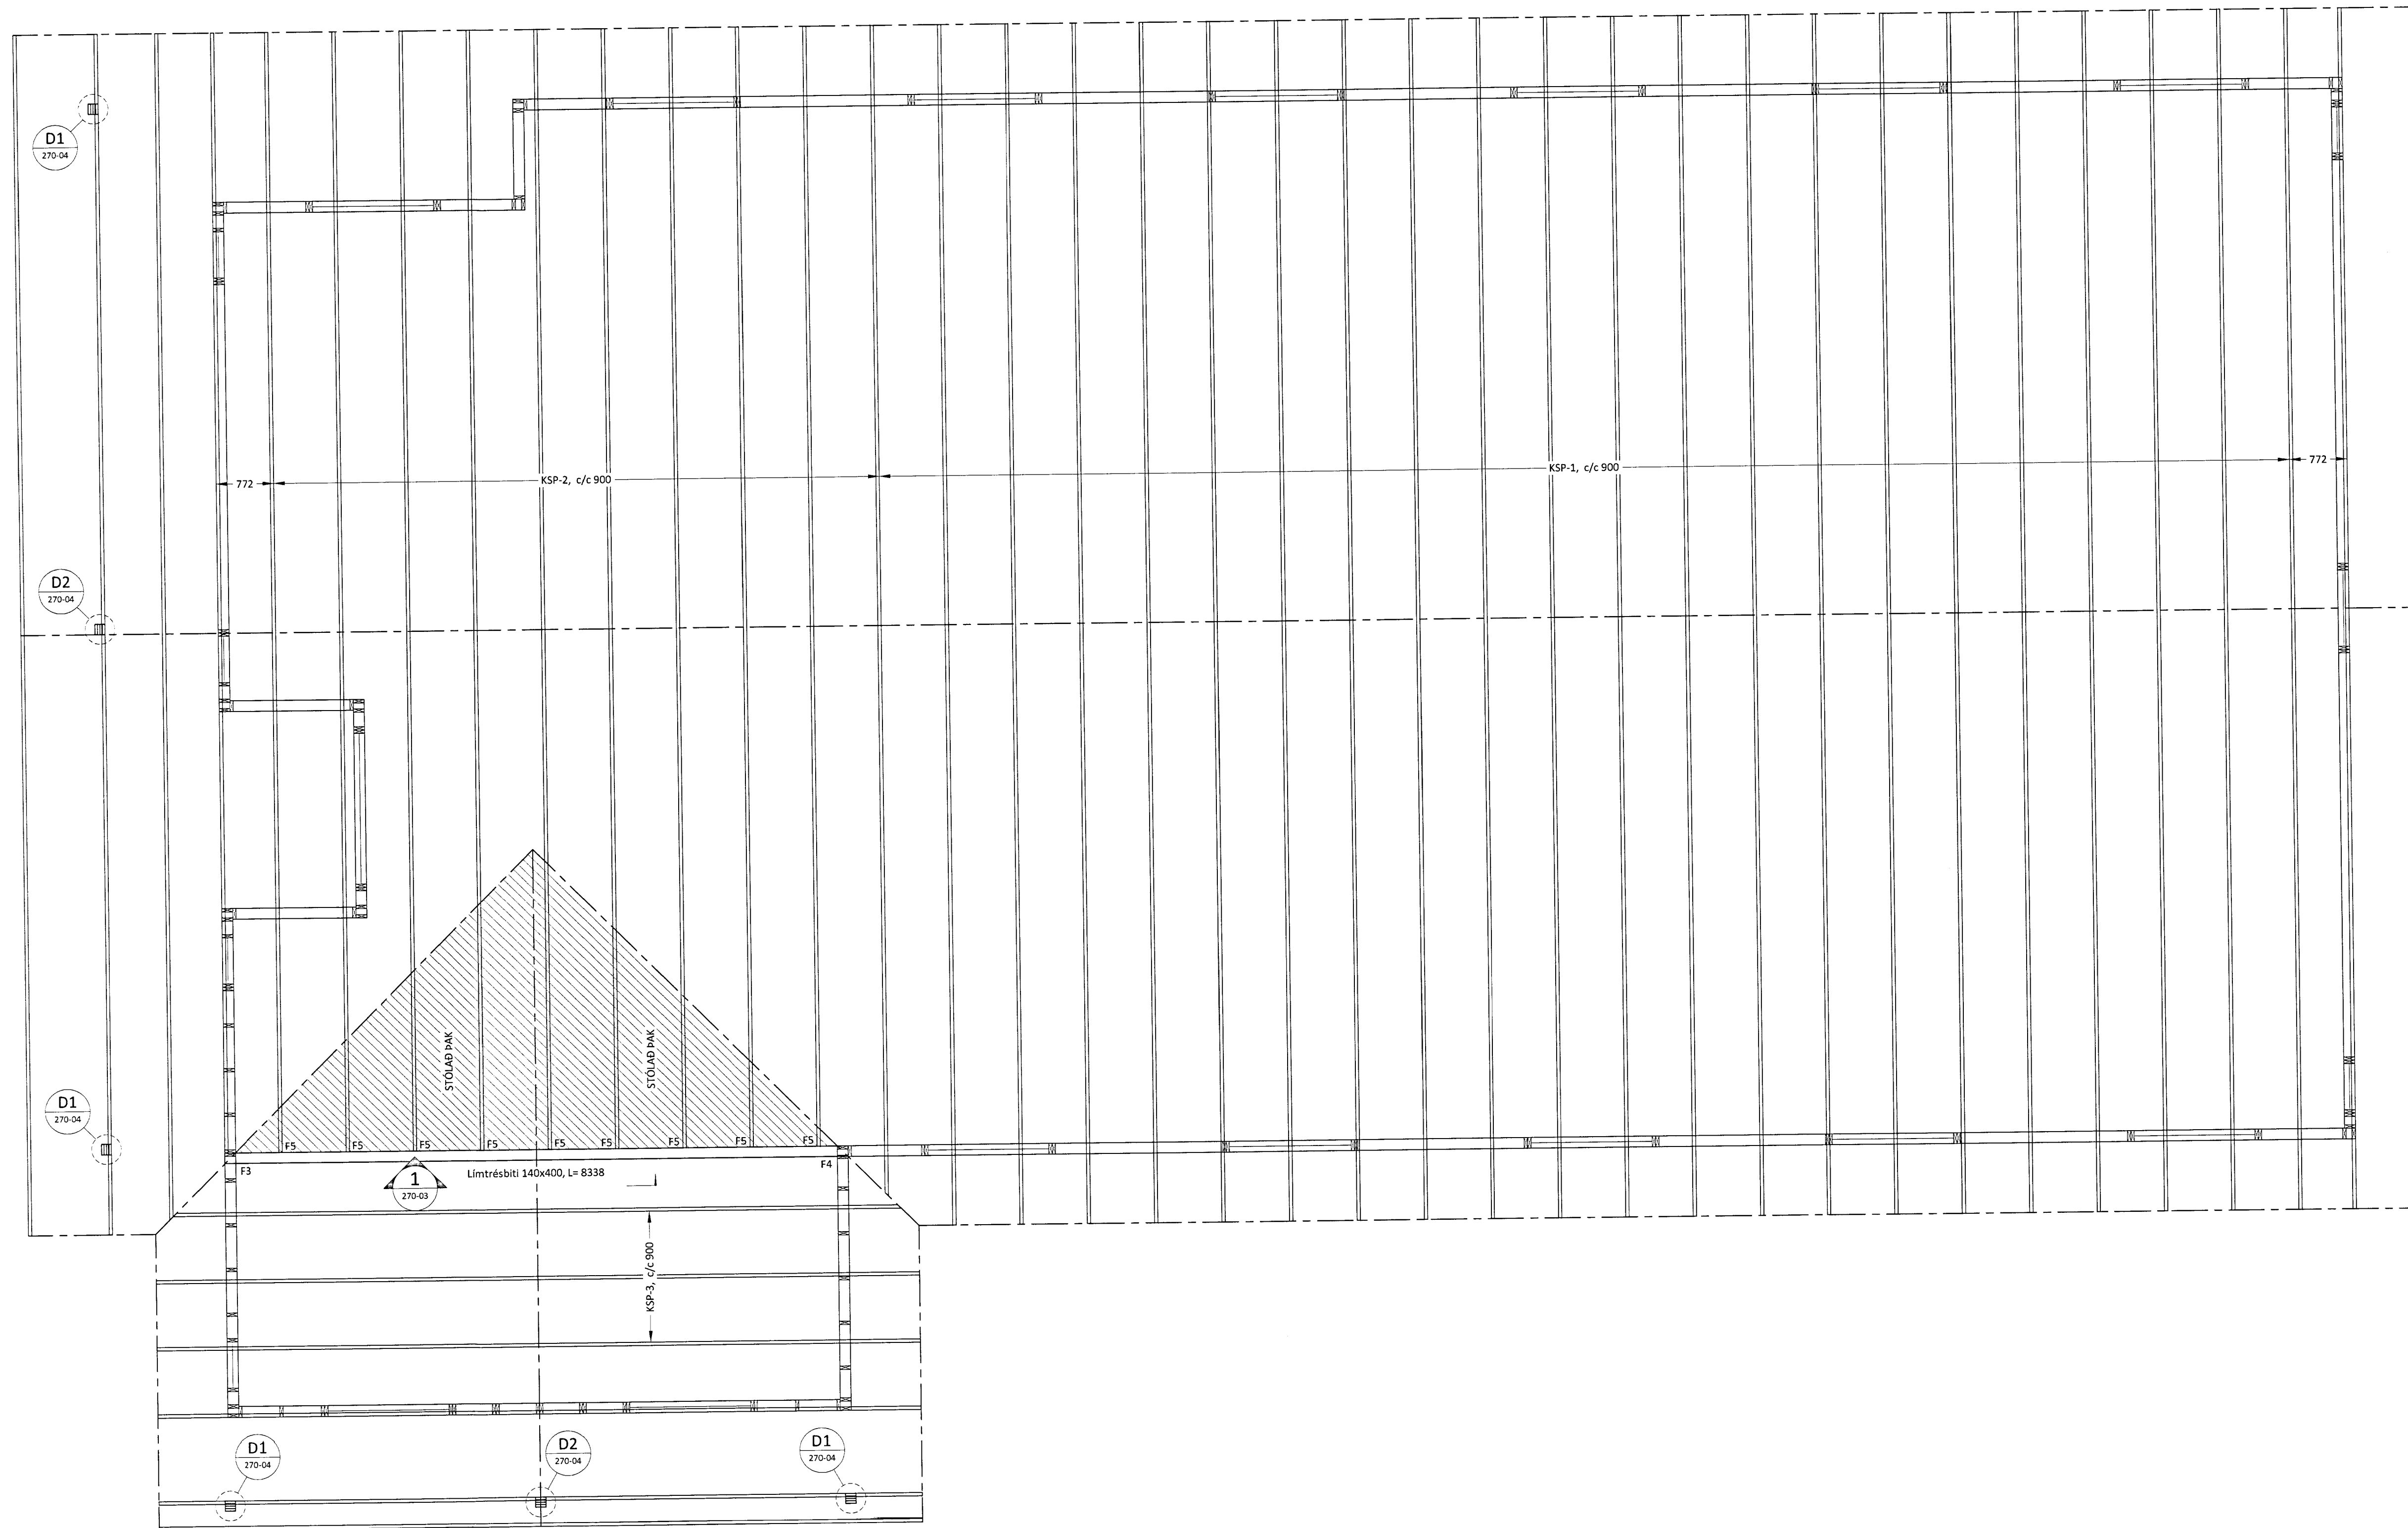 D1
270-04
772
KSP-2, c/c 900
KSP-1, c/c 900
772
D2
270-04
STÓLAÐ ÞAK
STÓLAÐ ÞAK
D1
270-04
F5
F5
F5
F5
F5
F5
F5
F5
F5
F3
F4
1
270-03
Límtrésbiti 140x400, L= 8338
KSP-3, c/c 900
D1
270-04
D2
270-04
D1
270-04